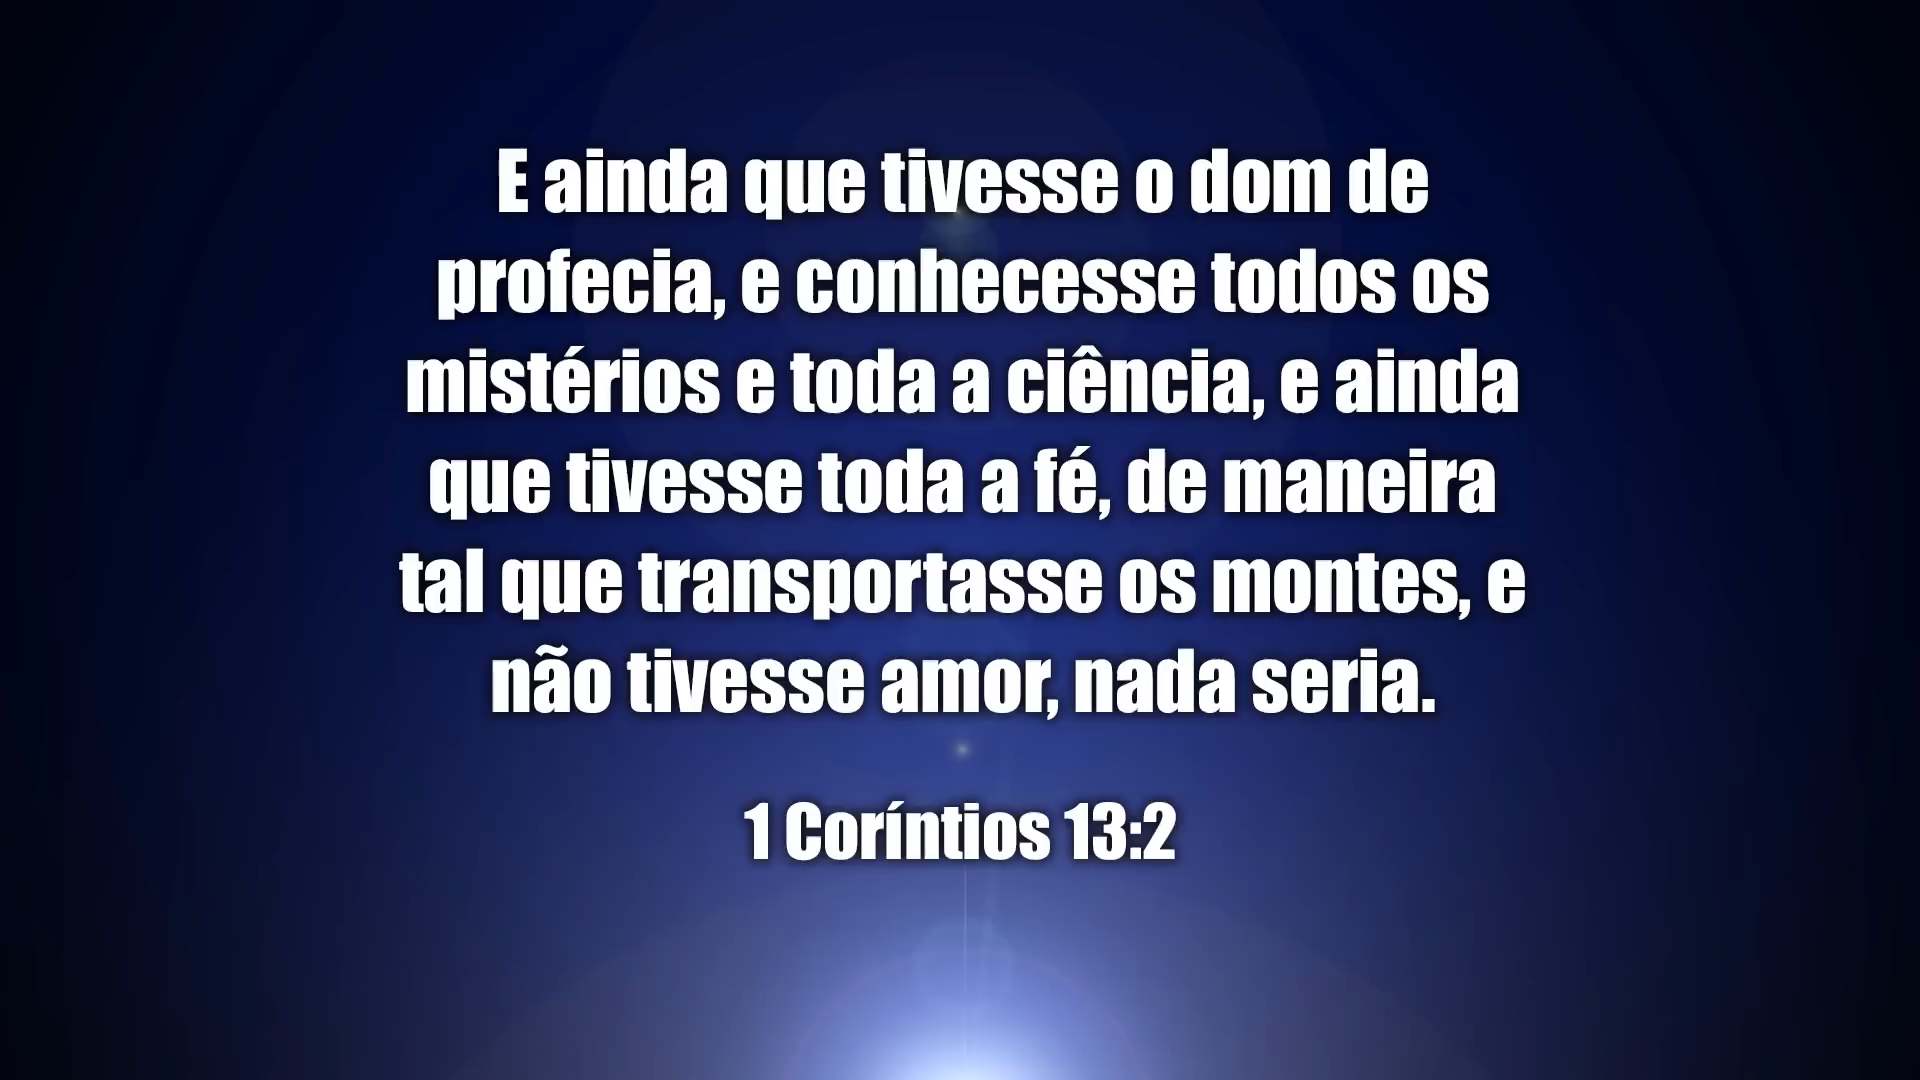 E ainda que tivesse o dom de
profecia, e conhecesse todos os
mistérios e toda a ciência, e ainda
que tivesse toda a fé, de maneira
tal que transportasse os montes, e
não tivesse amor, nada seria.
1 Coríntios 13:2